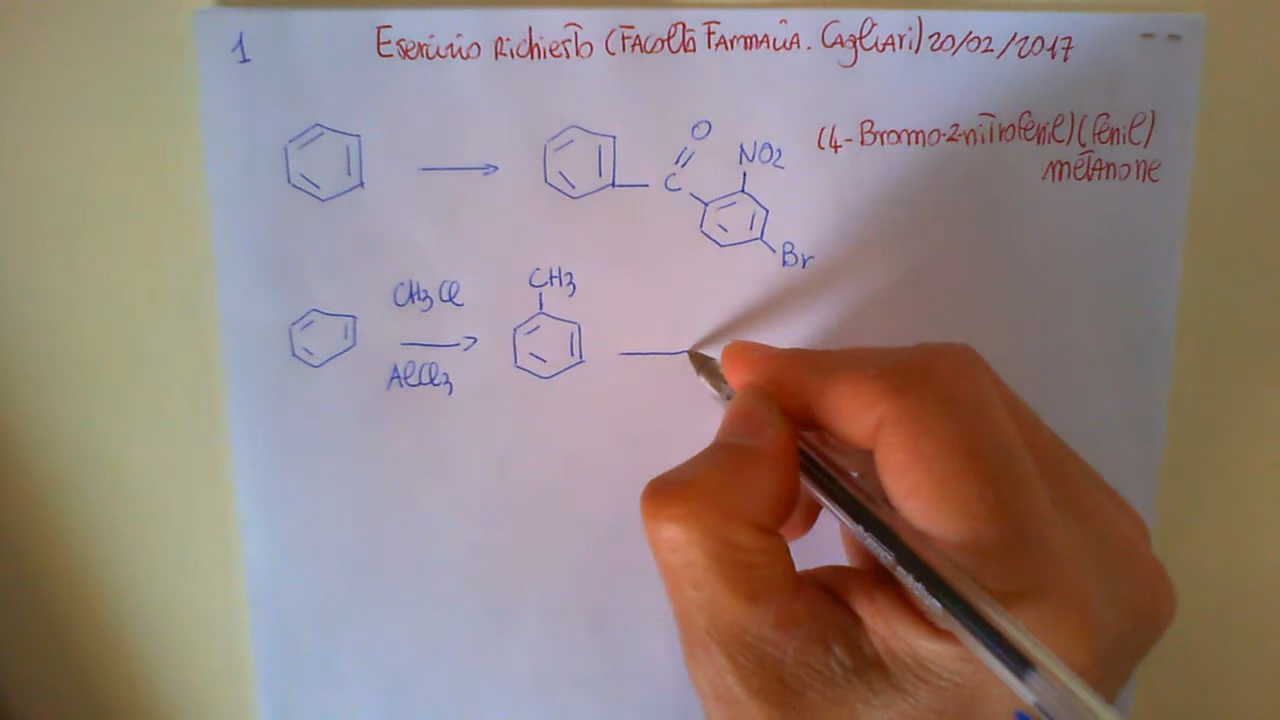 1 Esercizio Richiesto (Facoltà Farmacia. Cagliari) 20/02/2017
O
NO2
C
Br
(4-Bromo-2-nitrofenil)(fenil)
metanone
CH3Cl
AlCl3
CH3